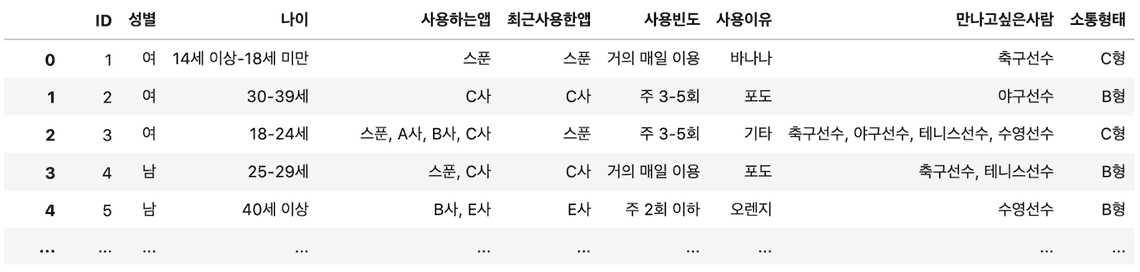 ID 성별 나이 사용하는앱 최근사용한앱 사용빈도 사용이유 만나고싶은사람 소통형태
0 1 여 14세 이상-18세 미만 스푼 스푼 거의 매일 이용 바나나 축구선수 C형
1 2 여 30-39세 C사 C사 주 3-5회 포도 야구선수 B형
2 3 여 18-24세 스푼, A사, B사, C사 스푼 주 3-5회 기타 축구선수, 야구선수, 테니스선수, 수영선수 C형
3 4 남 25-29세 스푼, C사 C사 거의 매일 이용 포도 축구선수, 테니스선수 B형
4 5 남 40세 이상 B사, E사 E사 주 2회 이하 오렌지 수영선수 B형
... ... ... ... ... ... ... ... ... ...